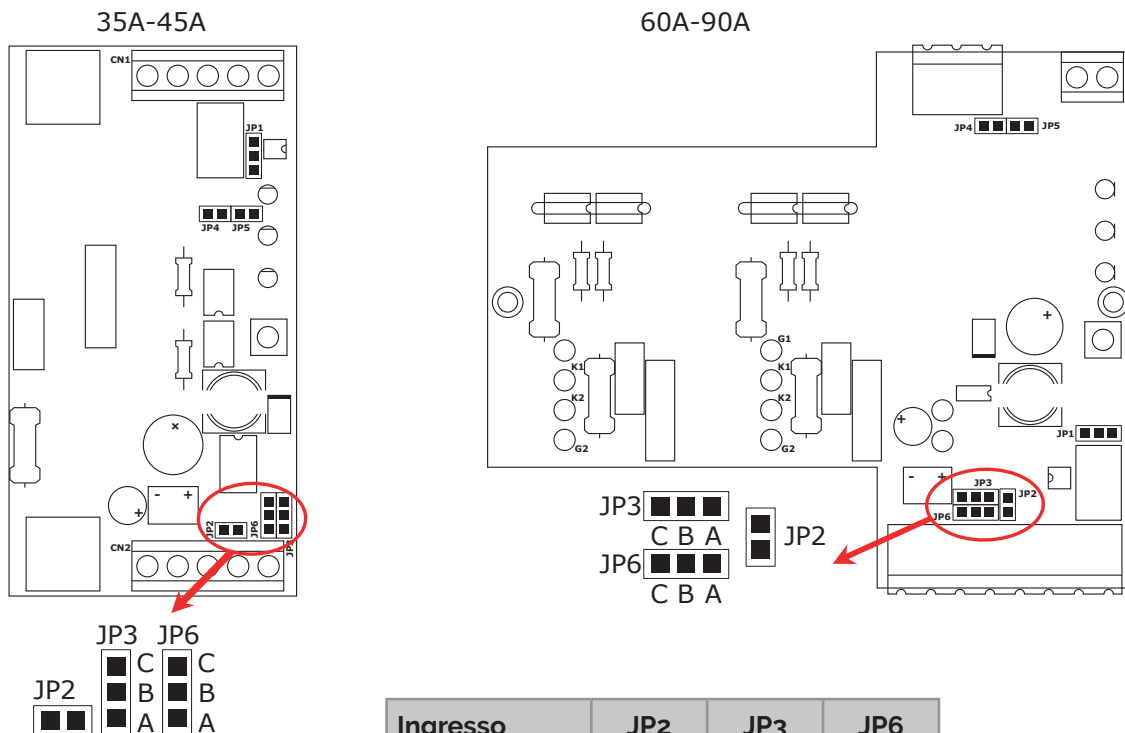 35A-45A
60A-90A
CN1
JP1
JP4 JP5
JP4 JP5
+
G1
K1 K1
K2 K2
G2 G2
×
+
JP1
- +
+
- +
JP2 JP6 JP3
JP3
JP2
JP6
CN2
JP3
C B A
JP2
JP6
C B A
JP3 JP6
C C
JP2 B B
A A
Ingresso JP2 JP3 JP6